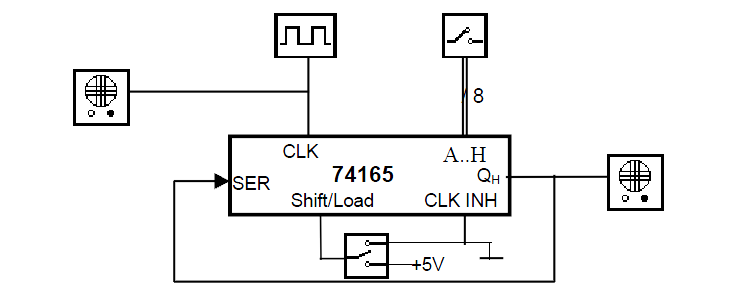 8
CLK
A..H
74165
QH
SER
Shift/Load
CLK INH
+5V